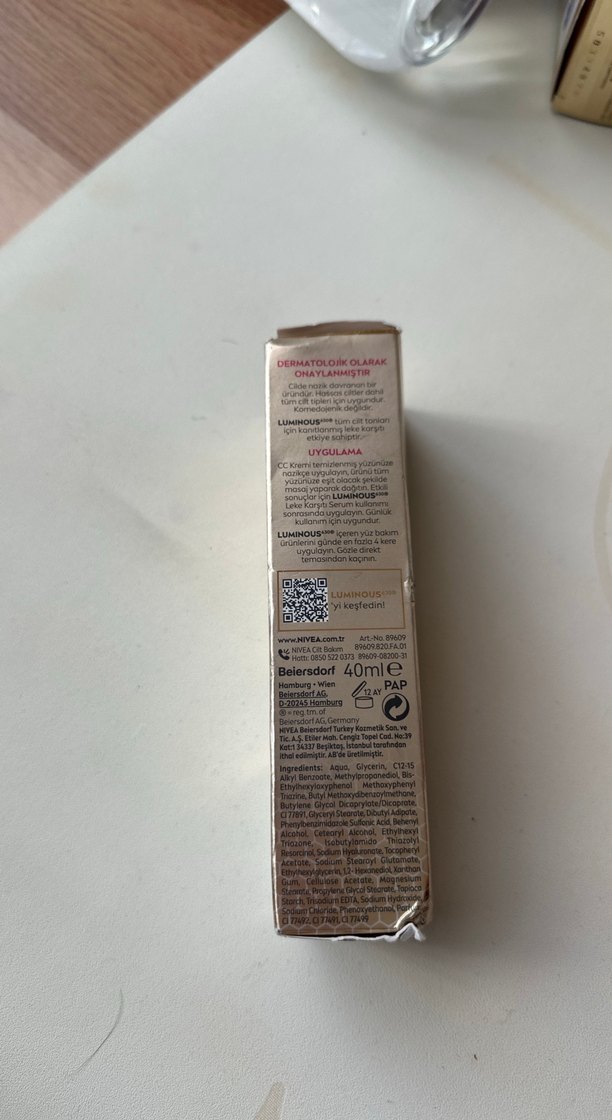 DERMATOLOJİK OLARAK
ONAYLANMIŞTIR
Cilde nazik davranan bir
üründür. Hassas ciltler dahil
tüm cilt tipleri için uygundur.
Komedojenik değildir.
LUMINOUS630® tüm cilt tonları
için kanıtlanmış leke karşıtı
etkiye sahiptir.
UYGULAMA
CC Kremi temizlenmiş yüzünüze
nazikçe uygulayın, ürünü tüm
yüzünüze eşit olacak şekilde
masaj yaparak dağıtın. Etkili
sonuçlar için LUMINOUS630®
Leke Karşıtı Serum kullanımı
sonrasında uygulayın. Günlük
kullanım için uygundur.
LUMINOUS630® içeren yüz bakım
ürünlerini günde en fazla 4 kere
uygulayın. Gözle direkt
temasından kaçının.
LUMINOUS630®
'yi keşfedin!
www.NIVEA.com.tr Art.-No. 89609
NIVEA Cilt Bakım 89609.820.FA.01
Hattı: 0850 522 0373 89609-08200-31
Beiersdorf 40ml e
Hamburg • Wien
Beiersdorf AG,
D-20245 Hamburg
12 AY PAP
® = reg. tm. of
Beiersdorf AG, Germany
NIVEA Beiersdorf Turkey Kozmetik San. ve
Tic. A.Ş. Etiler Mah. Cengiz Topel Cad. No:39
Kat:1 34337 Beşiktaş, İstanbul tarafından
ithal edilmiştir. AB'de üretilmiştir.
Ingredients: Aqua, Glycerin, C12-15
Alkyl Benzoate, Methylpropanediol, Bis-
Ethylhexyloxyphenol Methoxyphenyl
Triazine, Butyl Methoxydibenzoylmethane,
Butylene Glycol Dicaprylate/Dicaprate,
CI 77891, Glyceryl Stearate, Dibutyl Adipate,
Phenylbenzimidazole Sulfonic Acid, Behenyl
Alcohol, Cetearyl Alcohol, Ethylhexyl
Triazone, Isobutylamido Thiazolyl
Resorcinol, Sodium Hyaluronate, Tocopheryl
Acetate, Sodium Stearoyl Glutamate,
Ethylhexylglycerin, 1,2- Hexanediol, Xanthan
Gum, Cellulose Acetate, Magnesium
Stearate, Propylene Glycol Stearate, Tapioca
Starch, Trisodium EDTA, Sodium Hydroxide,
Sodium Chloride, Phenoxyethanol,
CI 77492, CI 77491, CI 77499